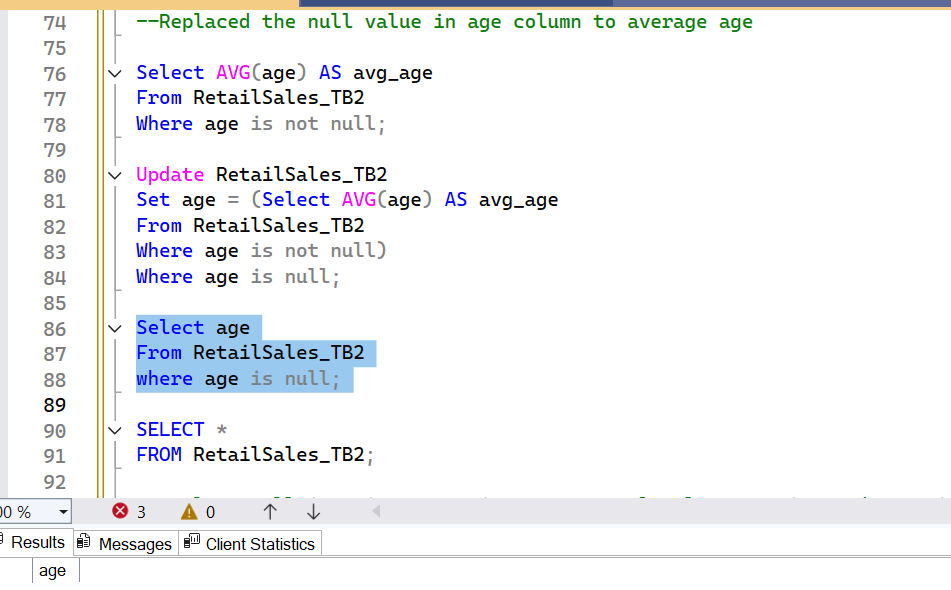 74 --Replaced the null value in age column to average age
75
76 Select AVG(age) AS avg_age
77 From RetailSales_TB2
78 Where age is not null;
79
80 Update RetailSales_TB2
81 Set age = (Select AVG(age) AS avg_age
82 From RetailSales_TB2
83 Where age is not null)
84 Where age is null;
85
86 Select age
87 From RetailSales_TB2
88 where age is null;
89
90 SELECT *
91 FROM RetailSales_TB2;
92
00 % 3 0
Results Messages Client Statistics
age